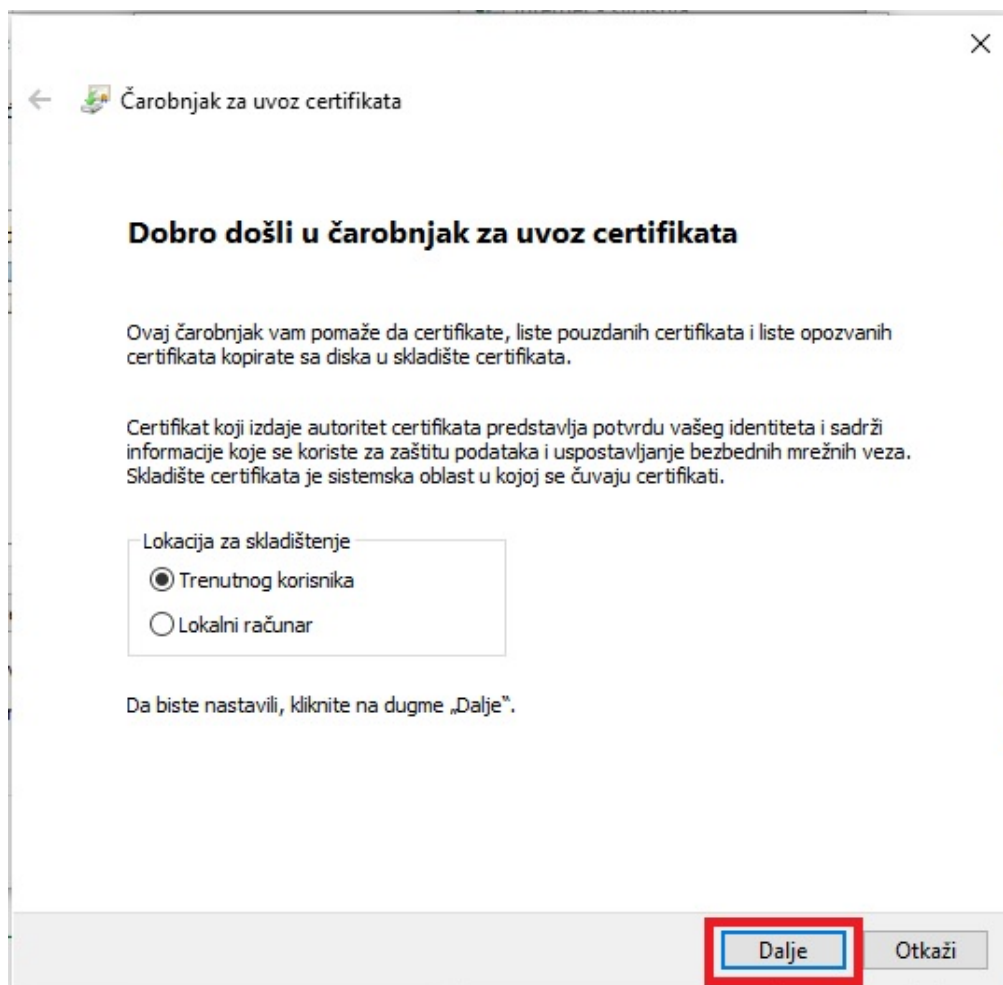 Čarobnjak za uvoz certifikata
Dobro došli u čarobnjak za uvoz certifikata
Ovaj čarobnjak vam pomaže da certifikate, liste pouzdanih certifikata i liste opozvanih
certifikata kopirate sa diska u skladište certifikata.
Certifikat koji izdaje autoritet certifikata predstavlja potvrdu vašeg identiteta i sadrži
informacije koje se koriste za zaštitu podataka i uspostavljanje bezbednih mrežnih veza.
Skladište certifikata je sistemska oblast u kojoj se čuvaju certifikati.
Lokacija za skladištenje
Trenutnog korisnika
Lokalni računar
Da biste nastavili, kliknite na dugme „Dalje“.
Dalje
Otkaži